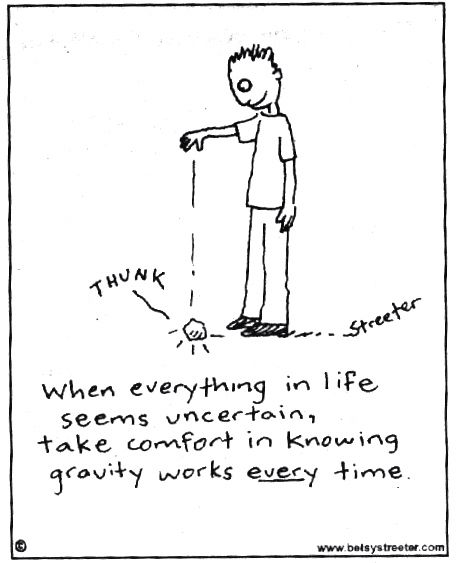 THUNK
Streeter
When everything in life
seems uncertain,
take comfort in knowing
gravity works every time.
© www.betsystreeter.com